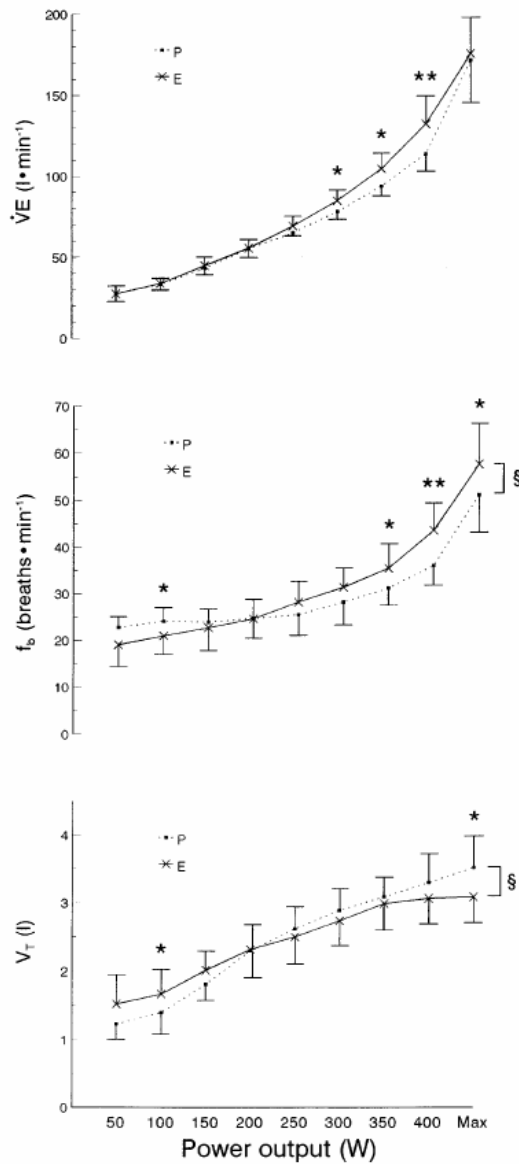 200
P
E
**
*
*
150
V̇E (l•min⁻¹)
100
50
0
70
*
P
§
60
E
**
50
*
f_b (breaths•min⁻¹)
40
*
30
20
10
0
*
P
4
E
§
3
V_T (l)
*
2
1
0
50 100 150 200 250 300 350 400 Max
Power output (W)